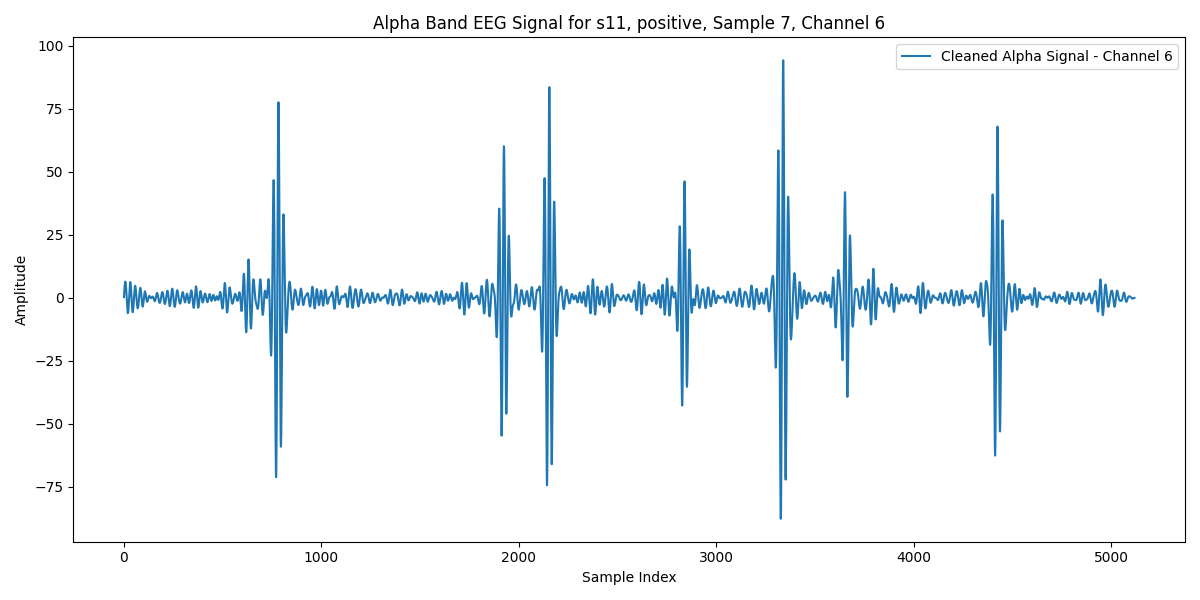 Alpha Band EEG Signal for s11, positive, Sample 7, Channel 6
Cleaned Alpha Signal - Channel 6
100
75
50
25
0
−25
−50
−75
Amplitude
0 1000 2000 3000 4000 5000
Sample Index